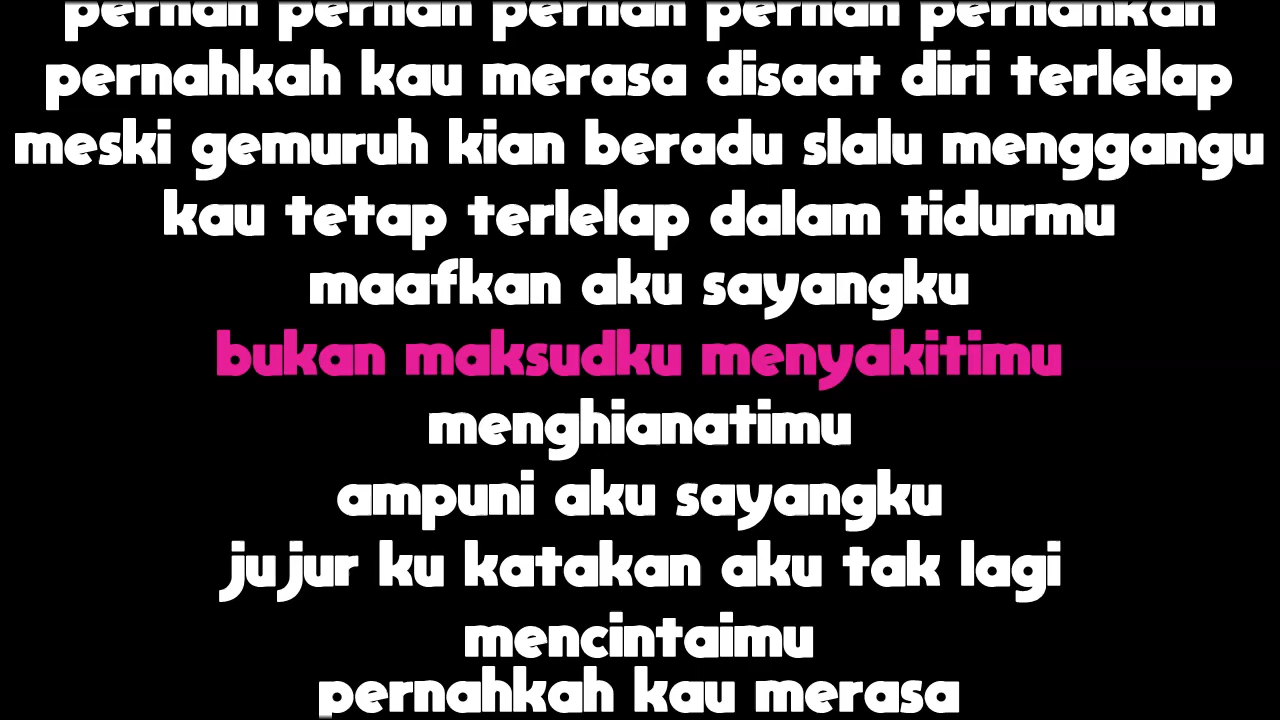 pernah pernah pernah pernah pernahkan
pernahkah kau merasa disaat diri terlelap
meski gemuruh kian beradu slalu menggangu
kau tetap terlelap dalam tidurmu
maafkan aku sayangku
bukan maksudku menyakitimu
menghianatimu
ampuni aku sayangku
jujur ku katakan aku tak lagi
mencintaimu
pernahkah kau merasa